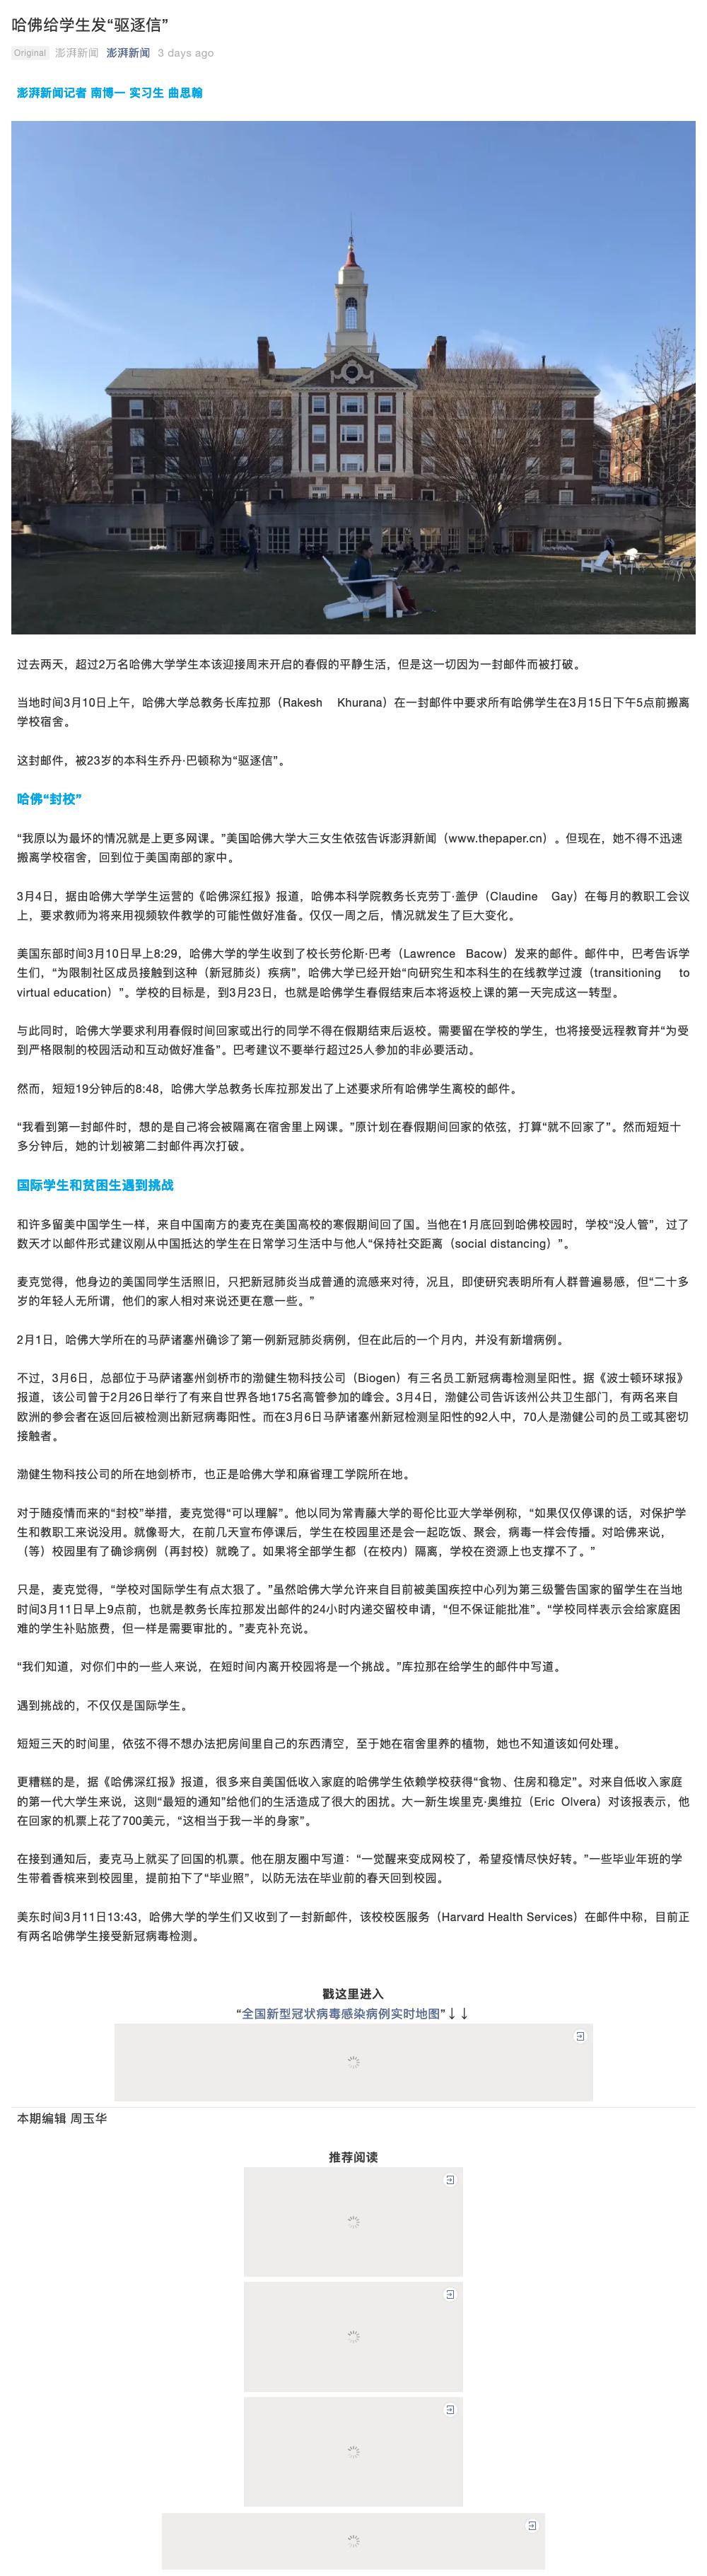 哈佛给学生发“驱逐信”
Original 澎湃新闻 澎湃新闻 3 days ago
澎湃新闻记者 南博一 实习生 曲思翰
过去两天，超过2万名哈佛大学学生本该迎接周末开启的春假的平静生活，但是这一切因为一封邮件而被打破。
当地时间3月10日上午，哈佛大学总教务长库拉那（Rakesh Khurana）在一封邮件中要求所有哈佛学生在3月15日下午5点前搬离
学校宿舍。
这封邮件，被23岁的本科生乔丹·巴顿称为“驱逐信”。
哈佛“封校”
“我原以为最坏的情况就是上更多网课。”美国哈佛大学大三女生依弦告诉澎湃新闻（www.thepaper.cn）。但现在，她不得不迅速
搬离学校宿舍，回到位于美国南部的家中。
3月4日，据由哈佛大学学生运营的《哈佛深红报》报道，哈佛本科学院教务长克劳丁·盖伊（Claudine Gay）在每月的教职工会议
上，要求教师为将来用视频软件教学的可能性做好准备。仅仅一周之后，情况就发生了巨大变化。
美国东部时间3月10日早上8:29，哈佛大学的学生收到了校长劳伦斯·巴考（Lawrence Bacow）发来的邮件。邮件中，巴考告诉学
生们，“为限制社区成员接触到这种（新冠肺炎）疾病”，哈佛大学已经开始“向研究生和本科生的在线教学过渡（transitioning to
virtual education）”。学校的目标是，到3月23日，也就是哈佛学生春假结束后本将返校上课的第一天完成这一转型。
与此同时，哈佛大学要求利用春假时间回家或出行的同学不得在假期结束后返校。需要留在学校的学生，也将接受远程教育并“为受
到严格限制的校园活动和互动做好准备”。巴考建议不要举行超过25人参加的非必要活动。
然而，短短19分钟后的8:48，哈佛大学总教务长库拉那发出了上述要求所有哈佛学生离校的邮件。
“我看到第一封邮件时，想的是自己将会被隔离在宿舍里上网课。”原计划在春假期间回家的依弦，打算“就不回家了”。然而短短十
多分钟后，她的计划被第二封邮件再次打破。
国际学生和贫困生遇到挑战
和许多留美中国学生一样，来自中国南方的麦克在美国高校的寒假期间回了国。当他在1月底回到哈佛校园时，学校“没人管”，过了
数天才以邮件形式建议刚从中国抵达的学生在日常学习生活中与他人“保持社交距离（social distancing）”。
麦克觉得，他身边的美国同学生活照旧，只把新冠肺炎当成普通的流感来对待，况且，即使研究表明所有人群普遍易感，但“二十多
岁的年轻人无所谓，他们的家人相对来说还更在意一些。”
2月1日，哈佛大学所在的马萨诸塞州确诊了第一例新冠肺炎病例，但在此后的一个月内，并没有新增病例。
不过，3月6日，总部位于马萨诸塞州剑桥市的渤健生物科技公司（Biogen）有三名员工新冠病毒检测呈阳性。据《波士顿环球报》
报道，该公司曾于2月26日举行了有来自世界各地175名高管参加的峰会。3月4日，渤健公司告诉该州公共卫生部门，有两名来自
欧洲的参会者在返回后被检测出新冠病毒阳性。而在3月6日马萨诸塞州新冠检测呈阳性的92人中，70人是渤健公司的员工或其密切
接触者。
渤健生物科技公司的所在地剑桥市，也正是哈佛大学和麻省理工学院所在地。
对于随疫情而来的“封校”举措，麦克觉得“可以理解”。他以同为常青藤大学的哥伦比亚大学举例称，“如果仅仅停课的话，对保护学
生和教职工来说没用。就像哥大，在前几天宣布停课后，学生在校园里还是会一起吃饭、聚会，病毒一样会传播。对哈佛来说，
（等）校园里有了确诊病例（再封校）就晚了。如果将全部学生都（在校内）隔离，学校在资源上也支撑不了。”
只是，麦克觉得，“学校对国际学生有点太狠了。”虽然哈佛大学允许来自目前被美国疾控中心列为第三级警告国家的留学生在当地
时间3月11日早上9点前，也就是教务长库拉那发出邮件的24小时内递交留校申请，“但不保证能批准”。“学校同样表示会给家庭困
难的学生补贴旅费，但一样是需要审批的。”麦克补充说。
“我们知道，对你们中的一些人来说，在短时间内离开校园将是一个挑战。”库拉那在给学生的邮件中写道。
遇到挑战的，不仅仅是国际学生。
短短三天的时间里，依弦不得不想办法把房间里自己的东西清空，至于她在宿舍里养的植物，她也不知道该如何处理。
更糟糕的是，据《哈佛深红报》报道，很多来自美国低收入家庭的哈佛学生依赖学校获得“食物、住房和稳定”。对来自低收入家庭
的第一代大学生来说，这则“最短的通知”给他们的生活造成了很大的困扰。大一新生埃里克·奥维拉（Eric Olvera）对该报表示，他
在回家的机票上花了700美元，“这相当于我一半的身家”。
在接到通知后，麦克马上就买了回国的机票。他在朋友圈中写道：“一觉醒来变成网校了，希望疫情尽快好转。”一些毕业年班的学
生带着香槟来到校园里，提前拍下了“毕业照”，以防无法在毕业前的春天回到校园。
美东时间3月11日13:43，哈佛大学的学生们又收到了一封新邮件，该校校医服务（Harvard Health Services）在邮件中称，目前正
有两名哈佛学生接受新冠病毒检测。
戳这里进入
“全国新型冠状病毒感染病例实时地图”↓↓
本期编辑 周玉华
推荐阅读